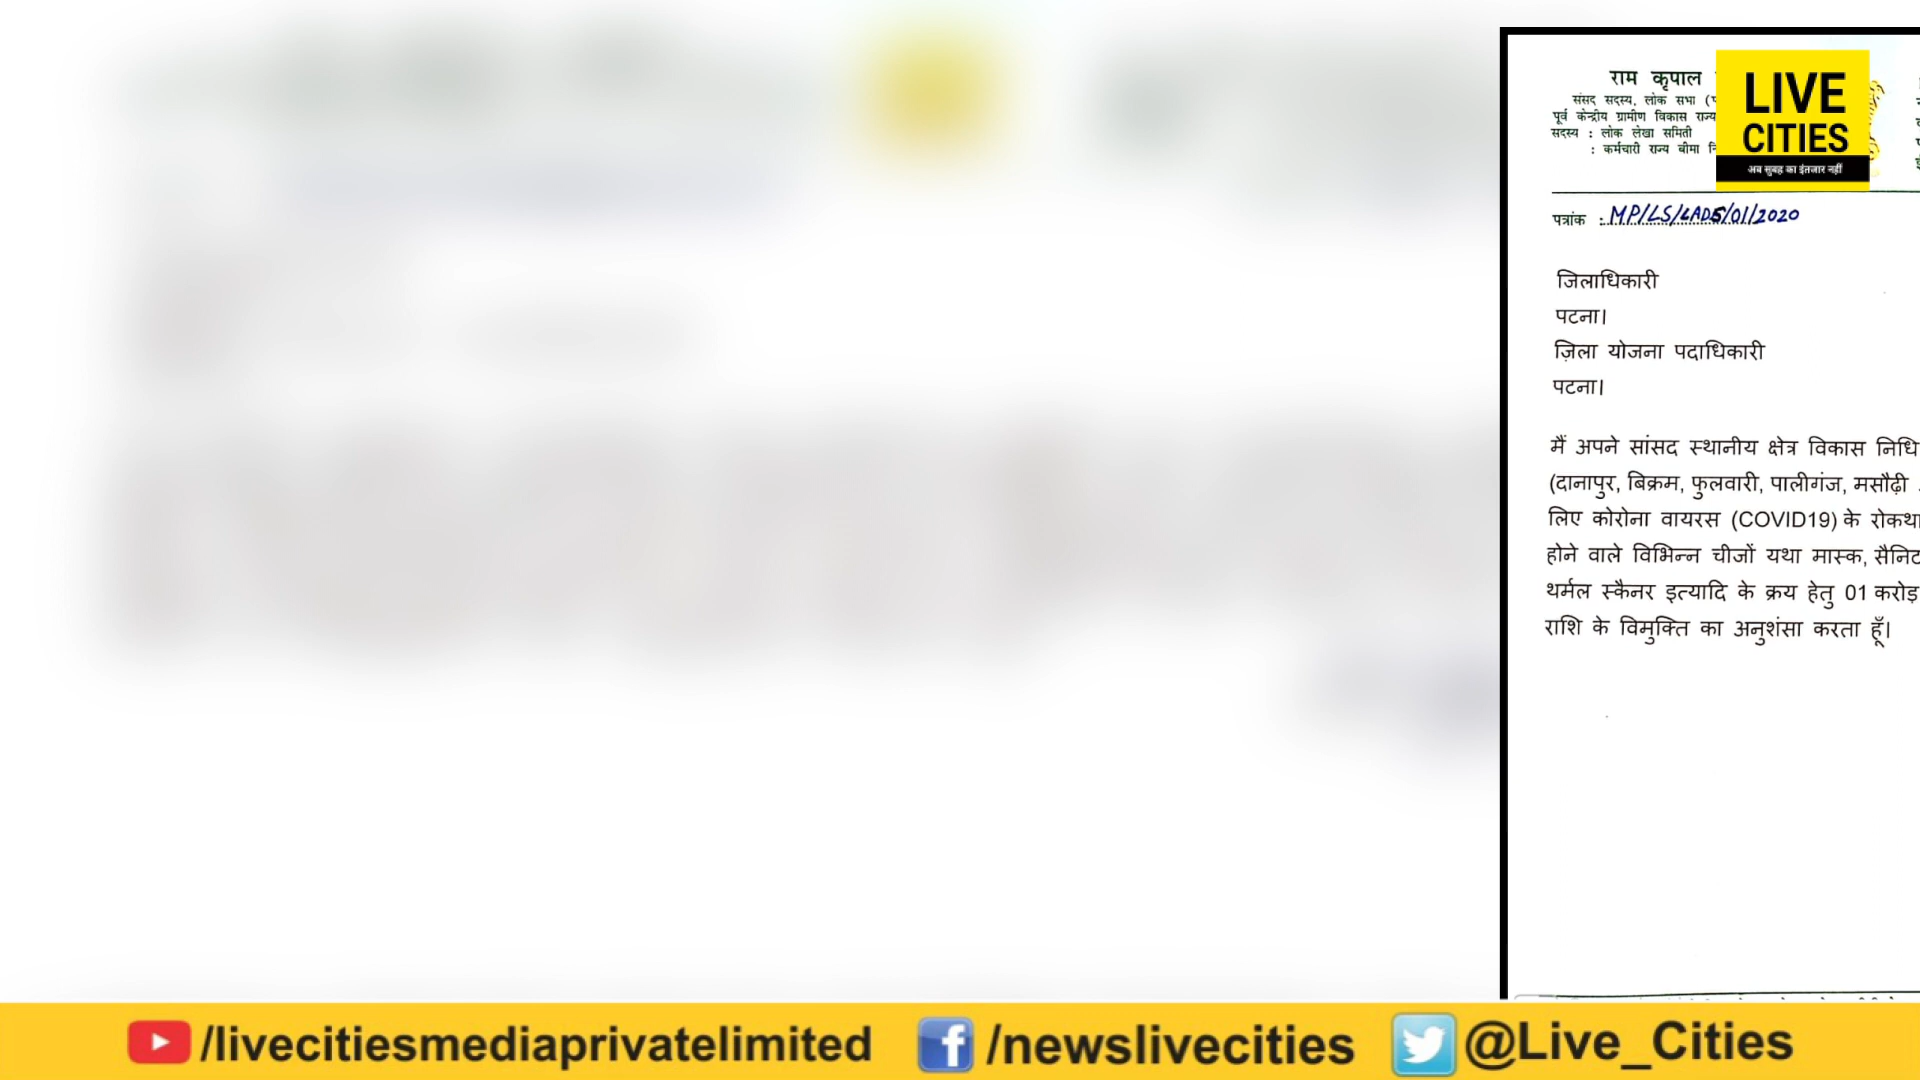 राम कृपाल
संसद सदस्य, लोक सभा
पूर्व केन्द्रीय ग्रामीण विकास राज्य
सदस्य : लोक लेखा समिति
: कर्मचारी राज्य बीमा
LIVE
CITIES
अब सुबह का इंतजार नहीं
पत्रांक : MP/LS/LADS/01/2020
जिलाधिकारी
पटना।
ज़िला योजना पदाधिकारी
पटना।
मैं अपने सांसद स्थानीय क्षेत्र विकास निधि
(दानापुर, बिक्रम, फुलवारी, पालीगंज, मसौढ़ी
लिए कोरोना वायरस (COVID19) के
होने वाले विभिन्न चीजों यथा मास्क,
थर्मल स्कैनर इत्यादि के क्रय हेतु 01 करोड़
राशि के विमुक्ति का अनुशंसा करता हूँ।
/livecitiesmediaprivatelimited /newslivecities @Live_Cities